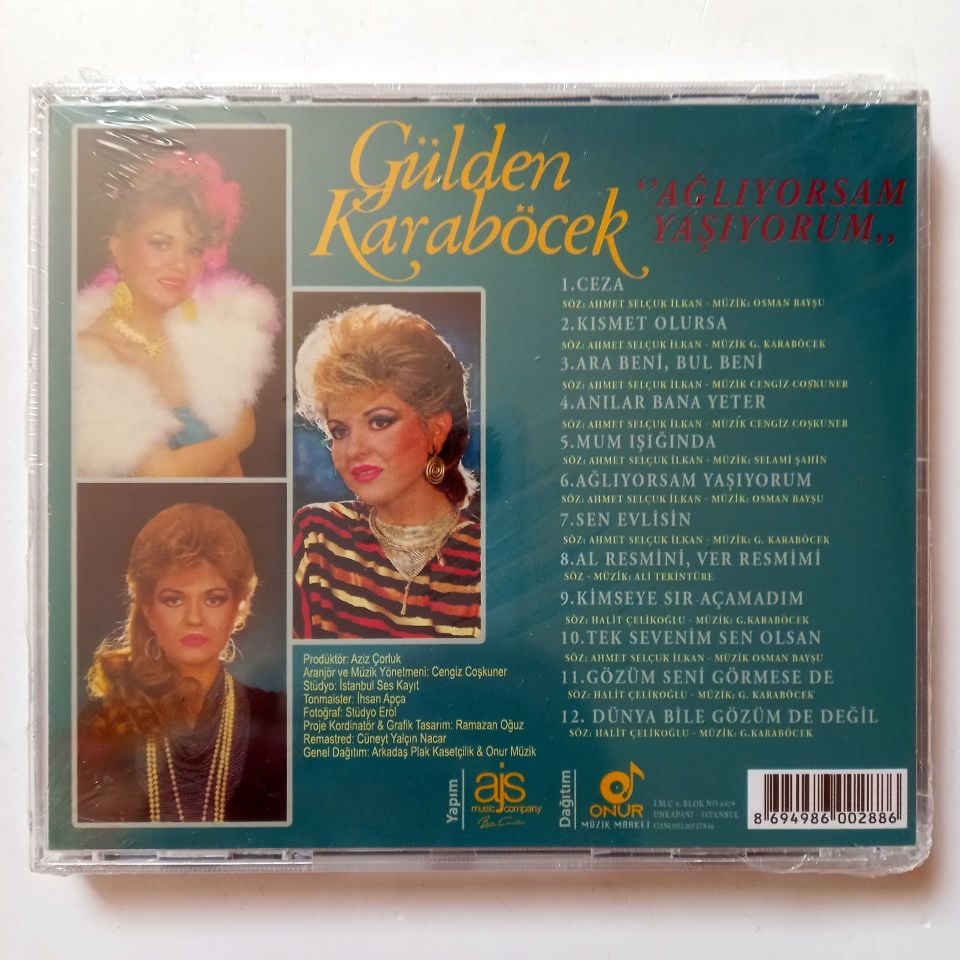 Gülden
Karaböcek
‘’AĞLIYORSAM
YAŞIYORUM,,
1.CEZA
SÖZ: AHMET SELÇUK İLKAN - MÜZİK: OSMAN BAYŞU
2.KISMET OLURSA
SÖZ: AHMET SELÇUK İLKAN - MÜZİK G. KARABÖCEK
3.ARA BENİ, BUL BENİ
SÖZ: AHMET SELÇUK İLKAN - MÜZİK CENGİZ COŞKUNER
4.ANILAR BANA YETER
SÖZ: AHMET SELÇUK İLKAN - MÜZİK CENGİZ COŞKUNER
5.MUM IŞIĞINDA
SÖZ: AHMET SELÇUK İLKAN - MÜZİK: SELAMİ ŞAHİN
6.AĞLIYORSAM YAŞIYORUM
SÖZ: AHMET SELÇUK İLKAN - MÜZİK: OSMAN BAYŞU
7.SEN EVLİSİN
SÖZ: AHMET SELÇUK İLKAN - MÜZİK: G. KARABÖCEK
8.AL RESMİNİ, VER RESMİMİ
SÖZ - MÜZİK: ALİ TEKİNTÜRE
9.KİMSEYE SIR AÇAMADIM
SÖZ: HALİT ÇELİKOĞLU - MÜZİK: G.KARABÖCEK
10.TEK SEVENİM SEN OLSAN
SÖZ: AHMET SELÇUK İLKAN - MÜZİK OSMAN BAYŞU
11.GÖZÜM SENİ GÖRMESE DE
SÖZ: HALİT ÇELİKOĞLU - MÜZİK: G. KARABÖCEK
12. DÜNYA BİLE GÖZÜM DE DEĞİL
SÖZ: HALİT ÇELİKOĞLU - MÜZİK: G.KARABÖCEK
Prodüktör: Aziz Çorluk
Aranjör ve Müzik Yönetmeni: Cengiz Coşkuner
Stüdyo: İstanbul Ses Kayıt
Tonmaister: İhsan Apça
Fotoğraf: Stüdyo Erol
Proje Kordinatör & Grafik Tasarım: Ramazan Oğuz
Remastred: Cüneyt Yalçın Nacar
Genel Dağıtım: Arkadaş Plak Kasetçilik & Onur Müzik
Yapım
ajs
music company
Dağıtım
ONUR
MÜZİK MARKET
İ.M.Ç 6. BLOK NO 6429
UNKAPANI - İSTANBUL
GSM:05320527836
8 694986 002886